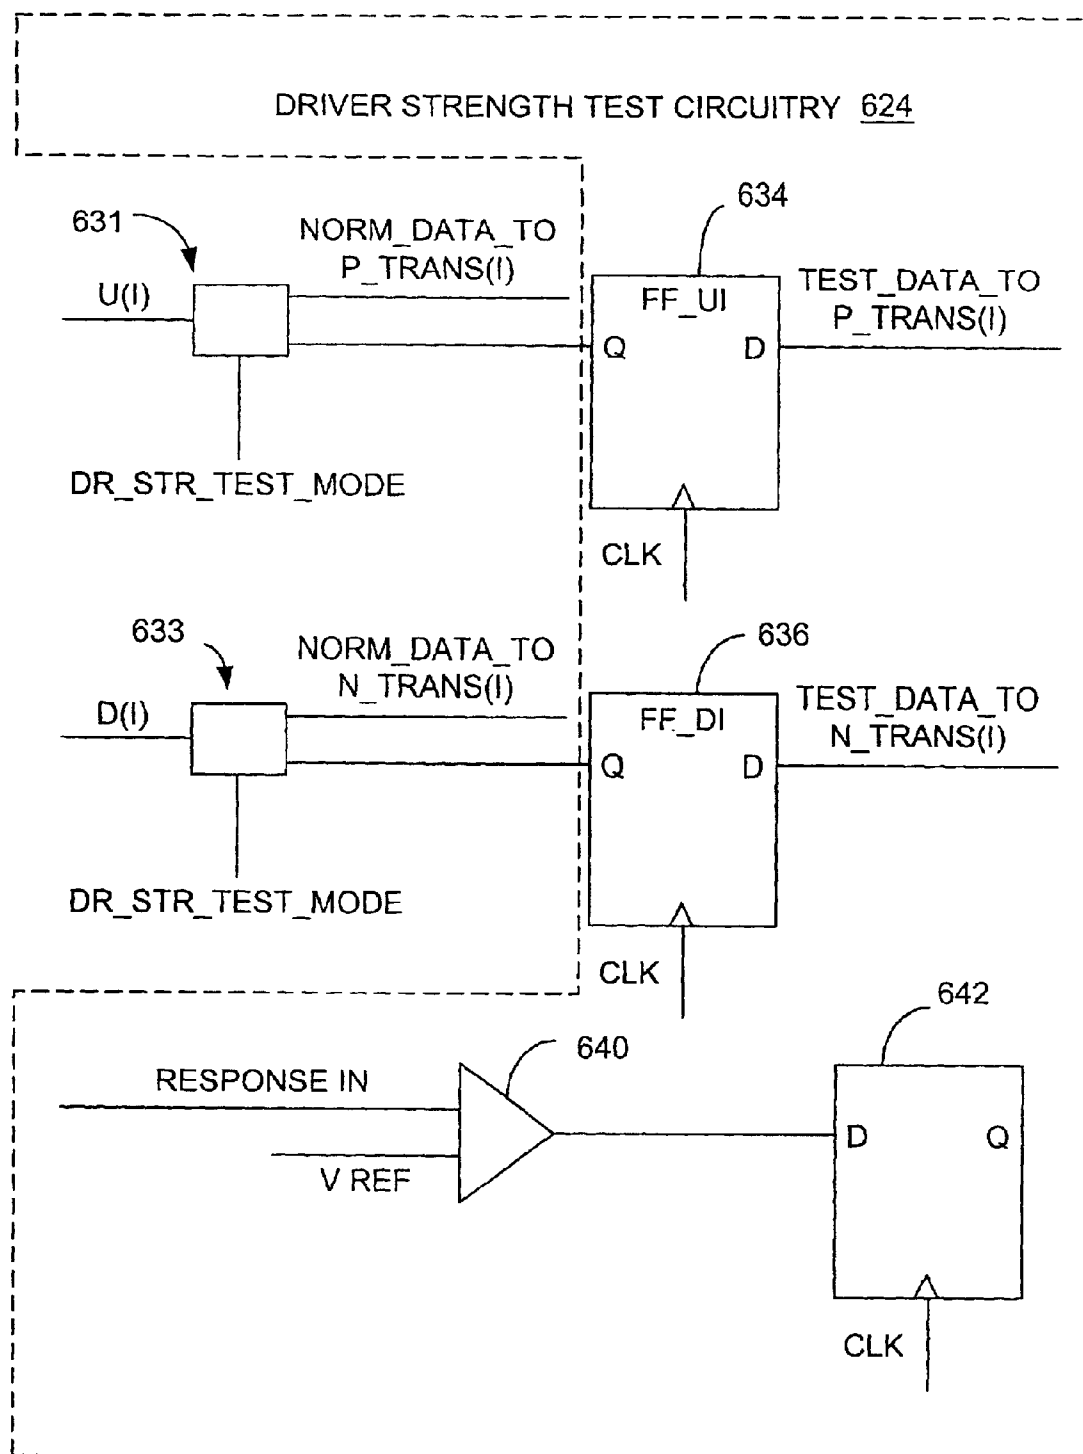 DRIVER STRENGTH TEST CIRCUITRY 624
631
NORM_DATA_TO
P_TRANS(I)
634
U(I)
FF_UI
TEST_DATA_TO
P_TRANS(I)
Q
D
DR_STR_TEST_MODE
CLK
633
NORM_DATA_TO
N_TRANS(I)
636
D(I)
FF_DI
TEST_DATA_TO
N_TRANS(I)
Q
D
DR_STR_TEST_MODE
CLK
642
640
RESPONSE IN
D
Q
V REF
CLK